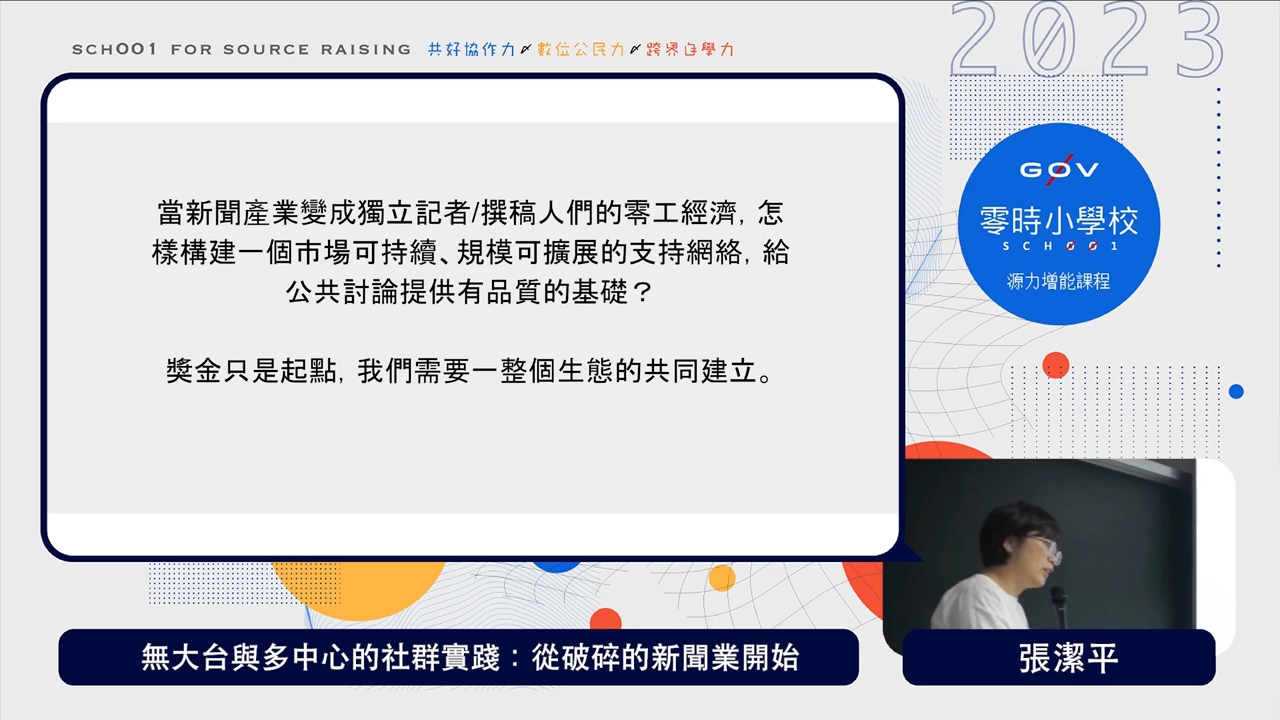 SCH001 FOR SOURCE RAISING 共好協作力 數位公民力 跨界自學力
2023
G0V
零時小學校
SCH001
源力增能課程
當新聞產業變成獨立記者/撰稿人們的零工經濟, 怎
樣構建一個市場可持續、規模可擴展的支持網絡, 給
公共討論提供有品質的基礎？
獎金只是起點, 我們需要一整個生態的共同建立。
無大台與多中心的社群實踐：從破碎的新聞業開始
張潔平